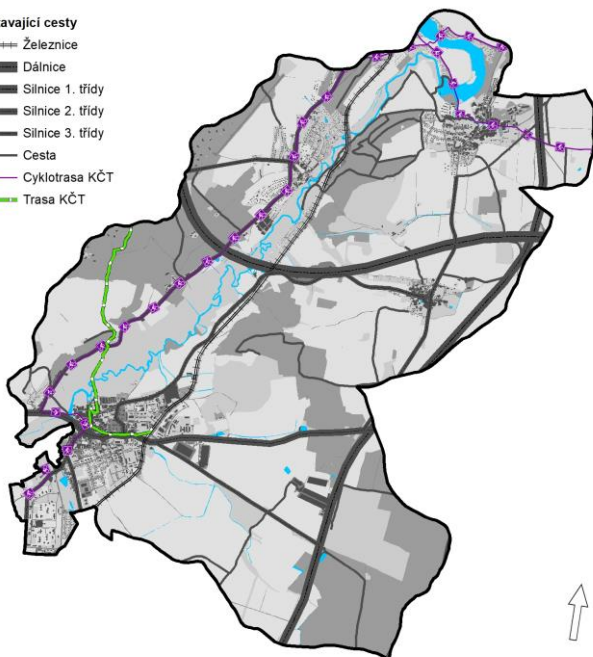 avající cesty
Železnice
Dálnice
Silnice 1. třídy
Silnice 2. třídy
Silnice 3. třídy
Cesta
Cyklotrasa KČT
Trasa KČT